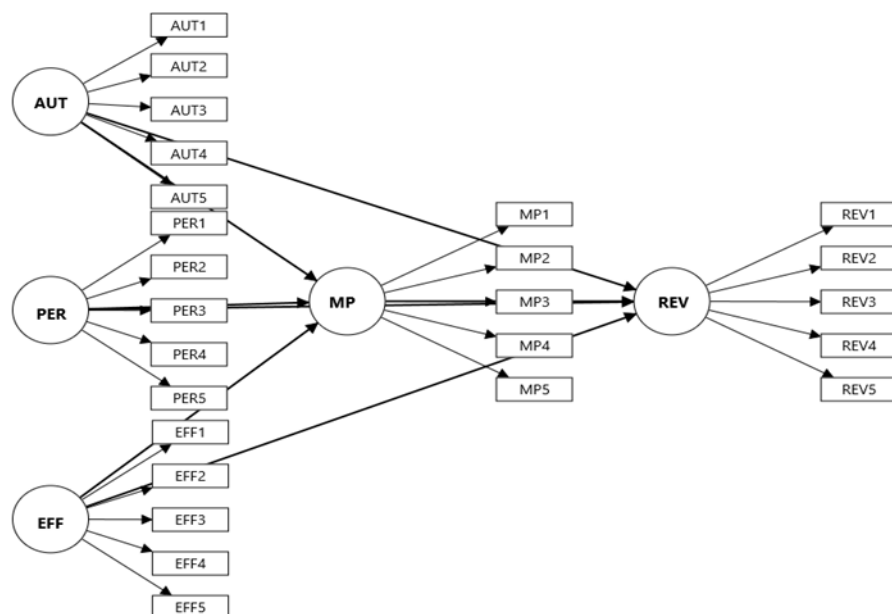 AUT
AUT1
AUT2
AUT3
AUT4
AUT5
PER
PER1
PER2
PER3
PER4
PER5
EFF
EFF1
EFF2
EFF3
EFF4
EFF5
MP
MP1
MP2
MP3
MP4
MP5
REV
REV1
REV2
REV3
REV4
REV5